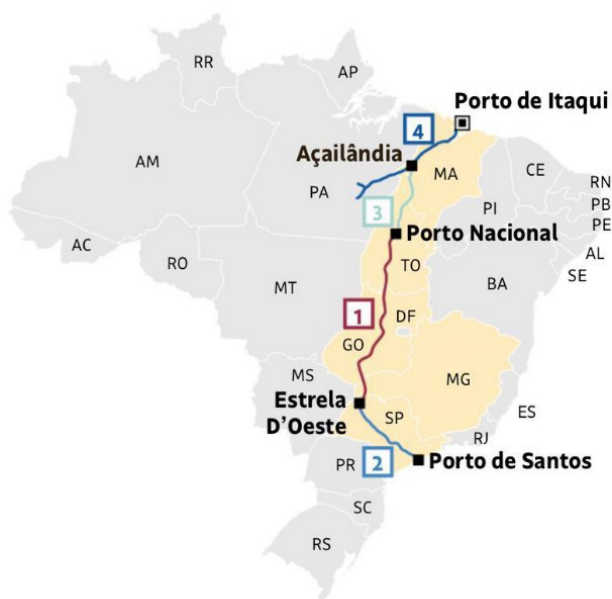 RR
AP
Porto de Itaqui
4
AM
Açailândia
MA
CE
RN
PA
PB
3
PI
PE
Porto Nacional
AC
AL
RO
TO
SE
MT
BA
1
DF
GO
MS
MG
Estrela
D'Oeste
SP
ES
RJ
PR
2
Porto de Santos
SC
RS